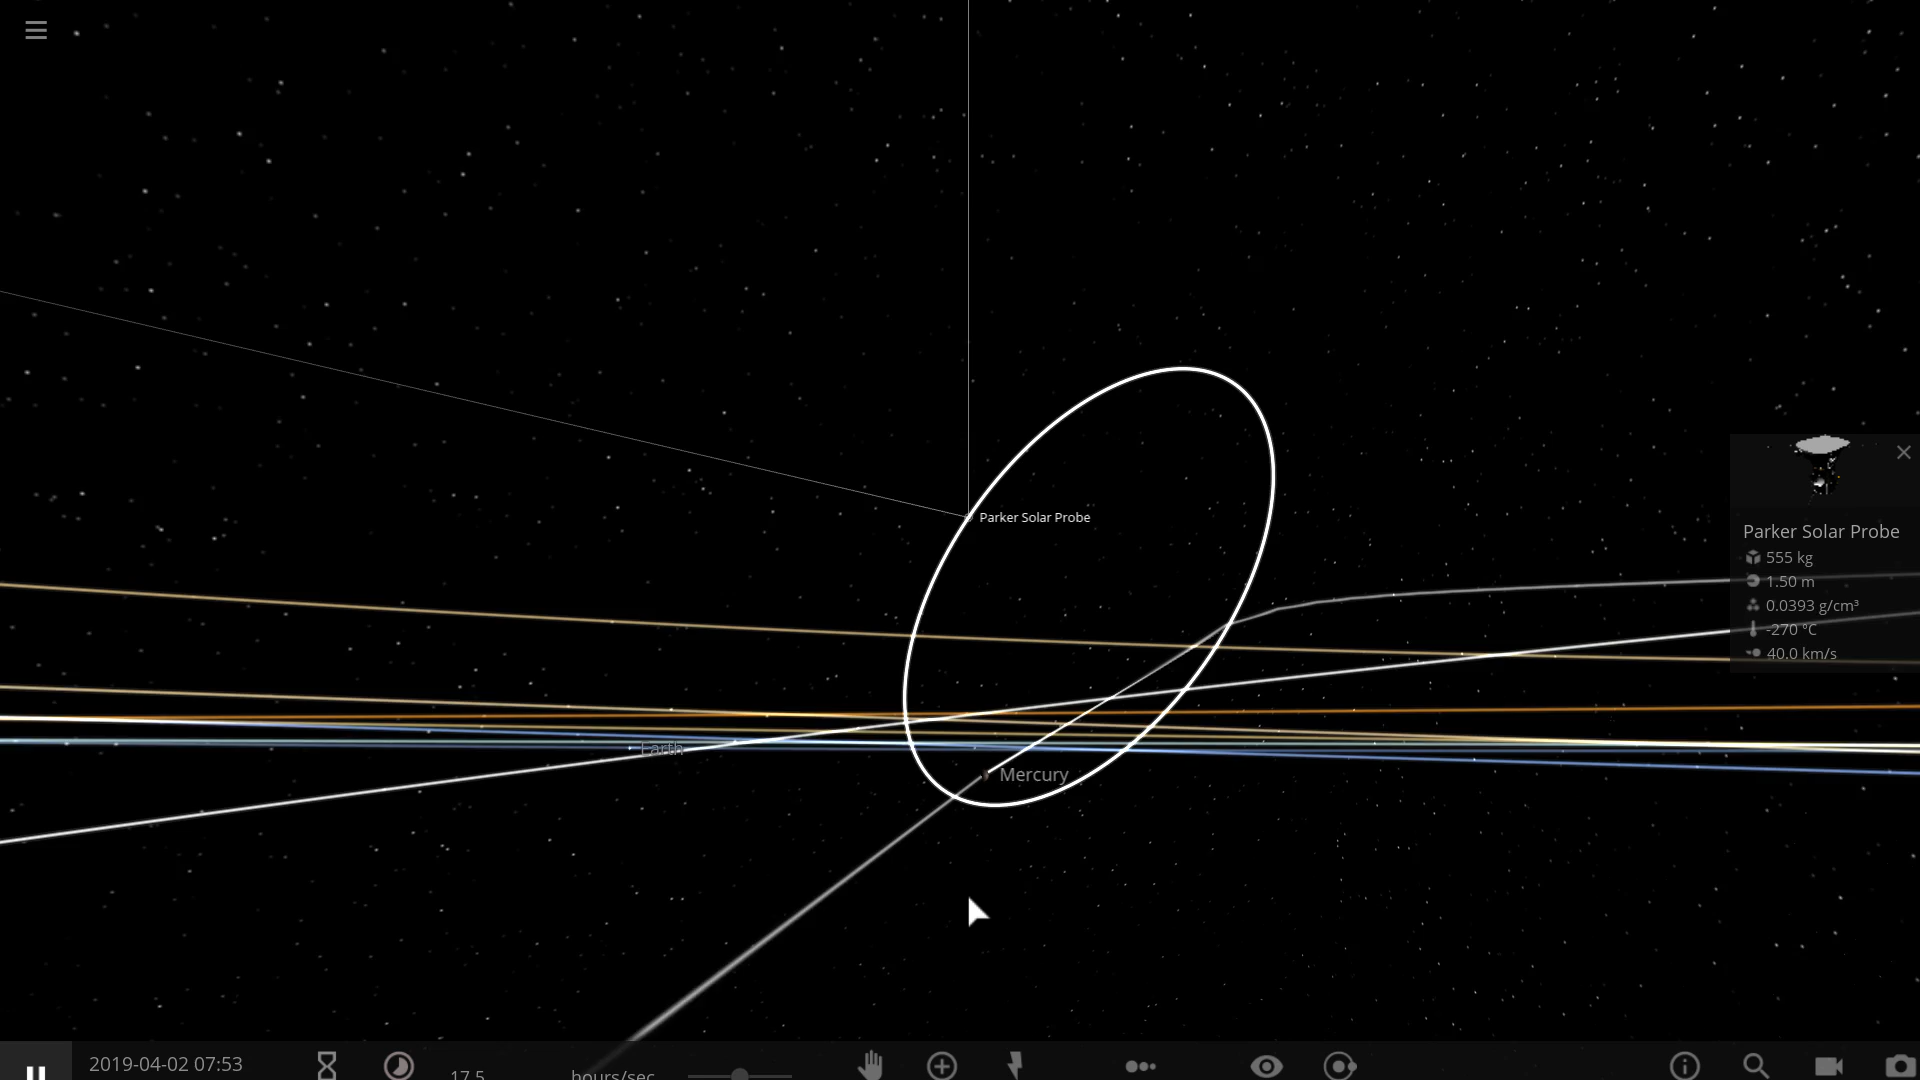 Parker Solar Probe
Parker Solar Probe
555 kg
1.50 m
0.0393 g/cm³
-270 °C
40.0 km/s
Earth
Mercury
2019-04-02 07:53
17.5
hours/sec